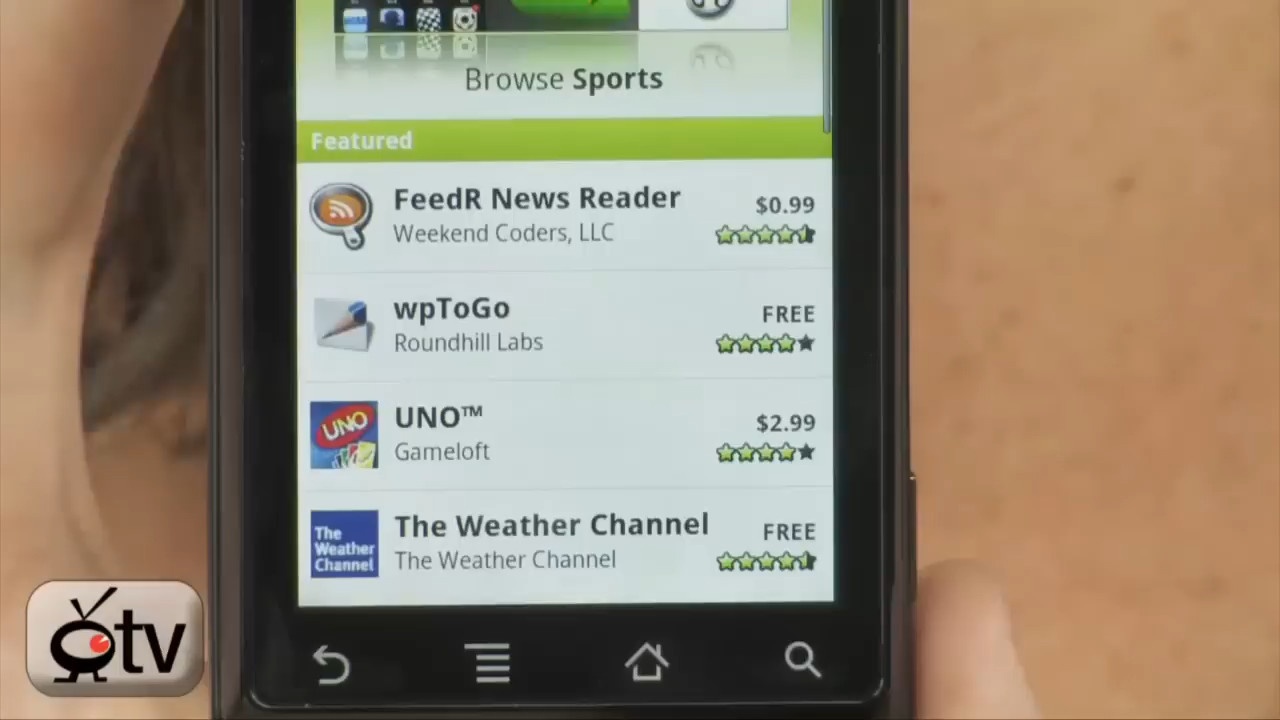 Browse Sports
Featured
FeedR News Reader
$0.99
Weekend Coders, LLC
wpToGo
FREE
Roundhill Labs
UNO™
$2.99
Gameloft
UNO
The Weather Channel
FREE
The Weather Channel
The
Weather
Channel
tv